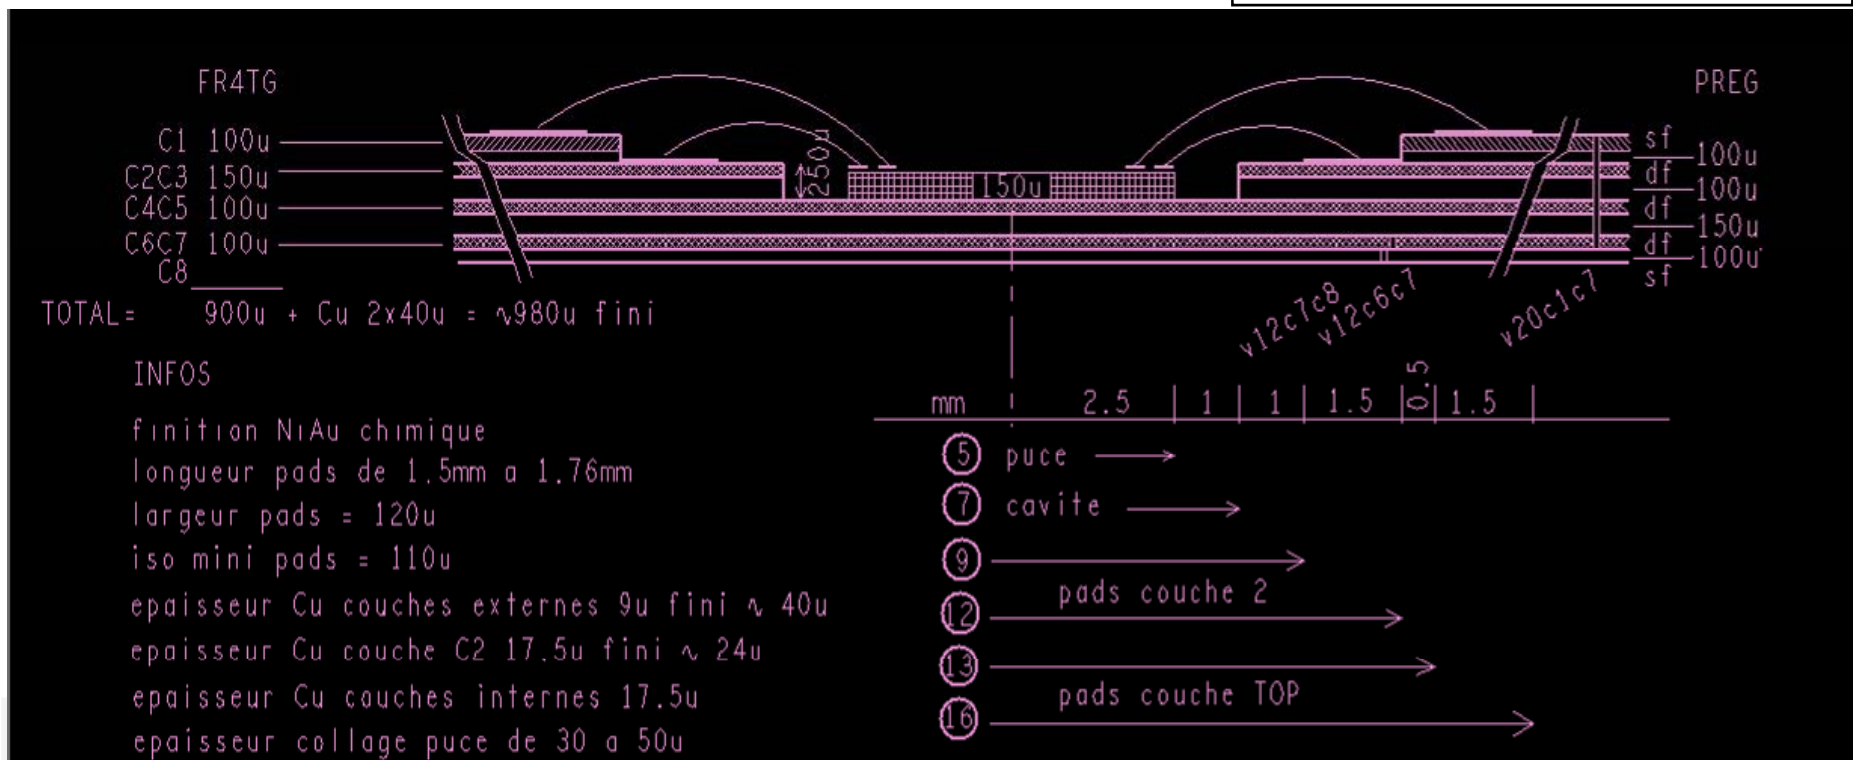 FR4TG
PREG
C1 100u
sf
100u
C2C3 150u
250u
150u
df
100u
C4C5 100u
df
150u
C6C7 100u
df
100u
C8
sf
TOTAL= 900u + Cu 2x40u = ~980u fini
v12c7c8
v12c6c7
v20c1c7
INFOS
mm 2.5 1 1 1.5 0.5 1.5
finition NiAu chimique
5 puce
longueur pads de 1.5mm a 1.76mm
7 cavite
largeur pads = 120u
iso mini pads = 110u
9
pads couche 2
epaisseur Cu couches externes 9u fini ~ 40u
12
epaisseur Cu couche C2 17.5u fini ~ 24u
13
epaisseur Cu couches internes 17.5u
pads couche TOP
16
epaisseur collage puce de 30 a 50u